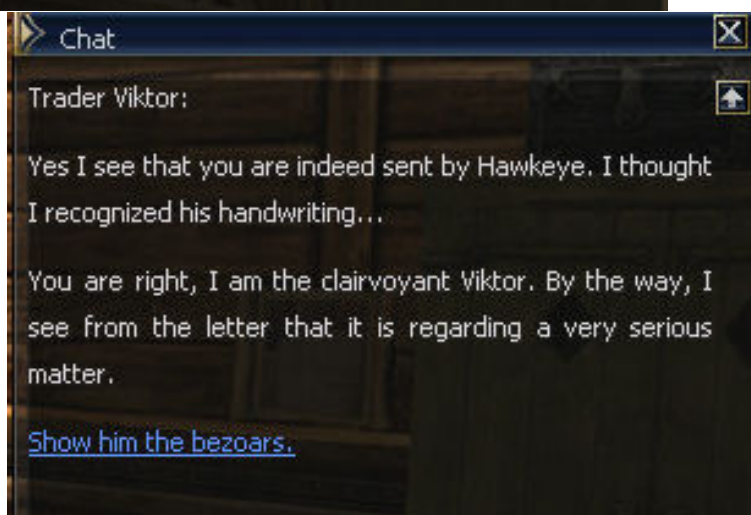 Chat
Trader Viktor:
Yes I see that you are indeed sent by Hawkeye. I thought
I recognized his handwriting...
You are right, I am the clairvoyant Viktor. By the way, I
see from the letter that it is regarding a very serious
matter.
Show him the bezoars.